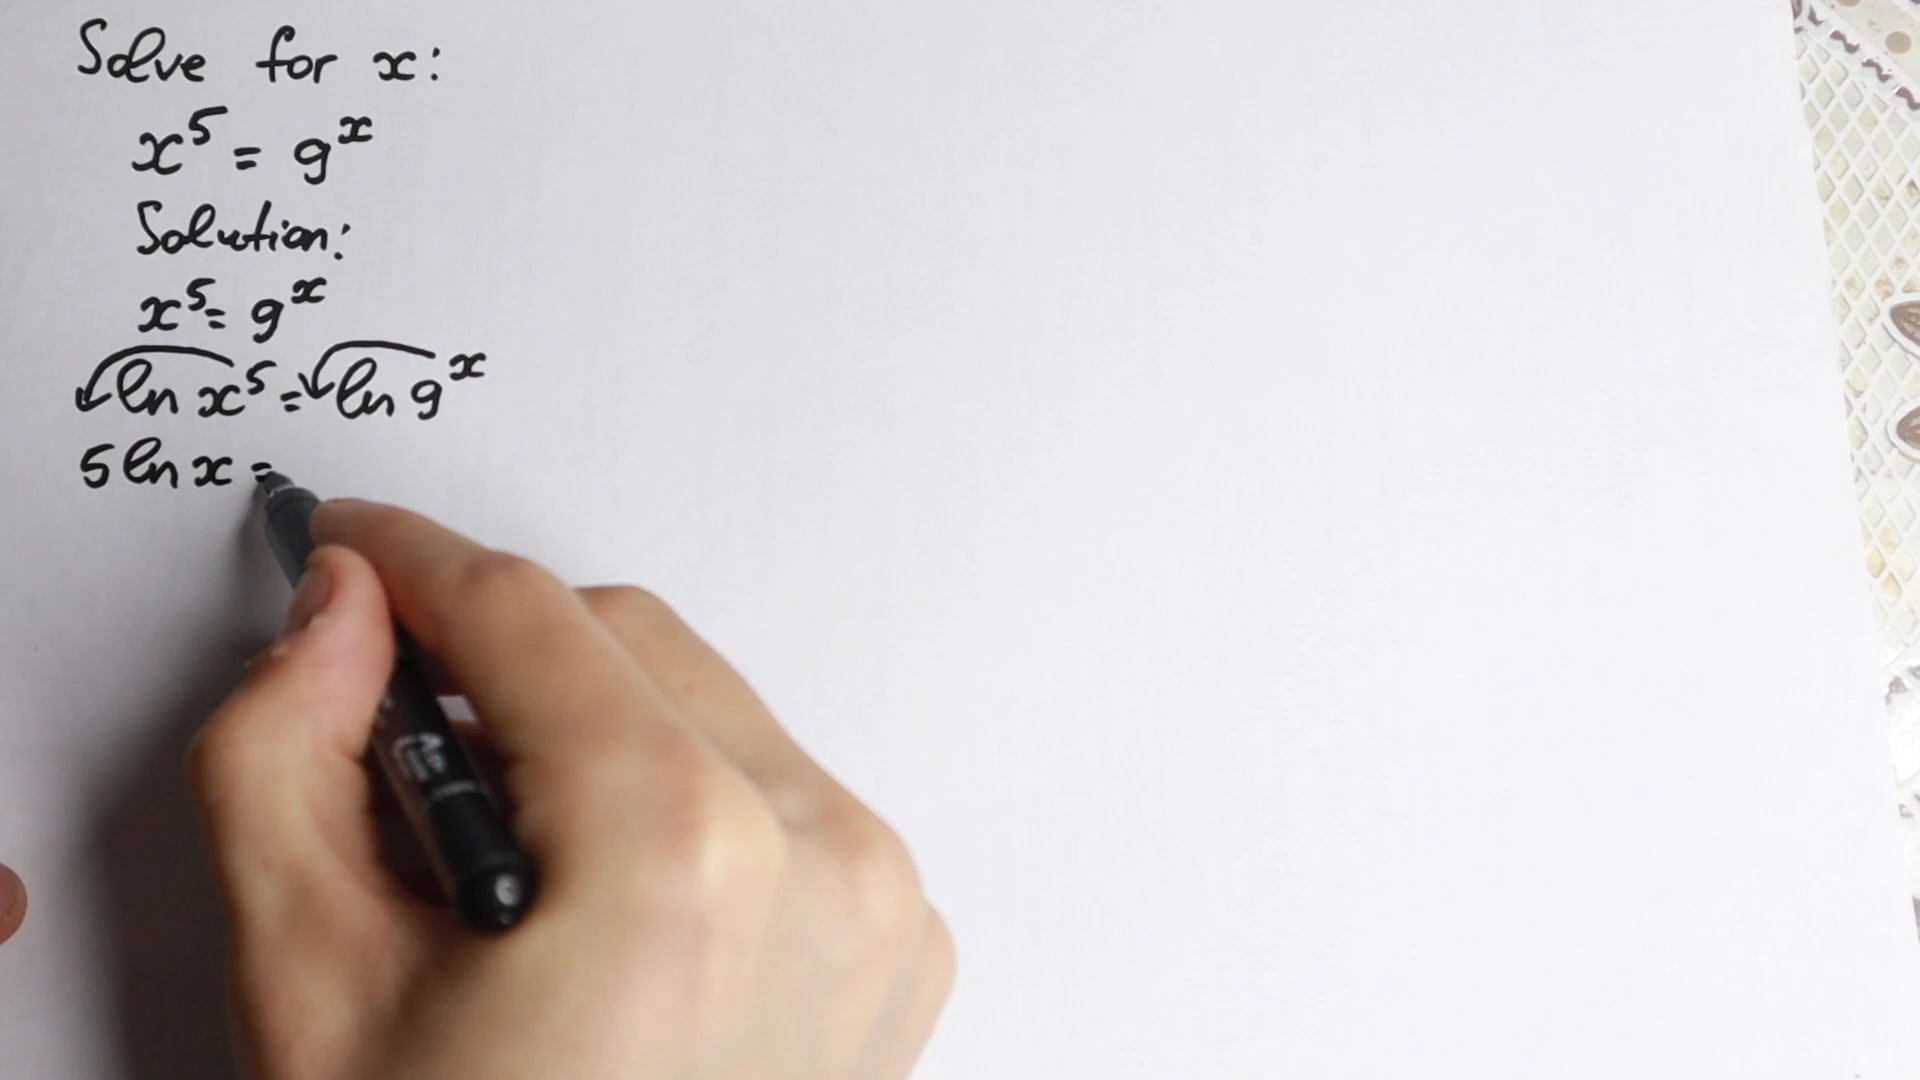 Solve for x:
x⁵ = 9ˣ
Solution:
x⁵ = 9ˣ
ln x⁵ = ln 9ˣ
5 ln x =